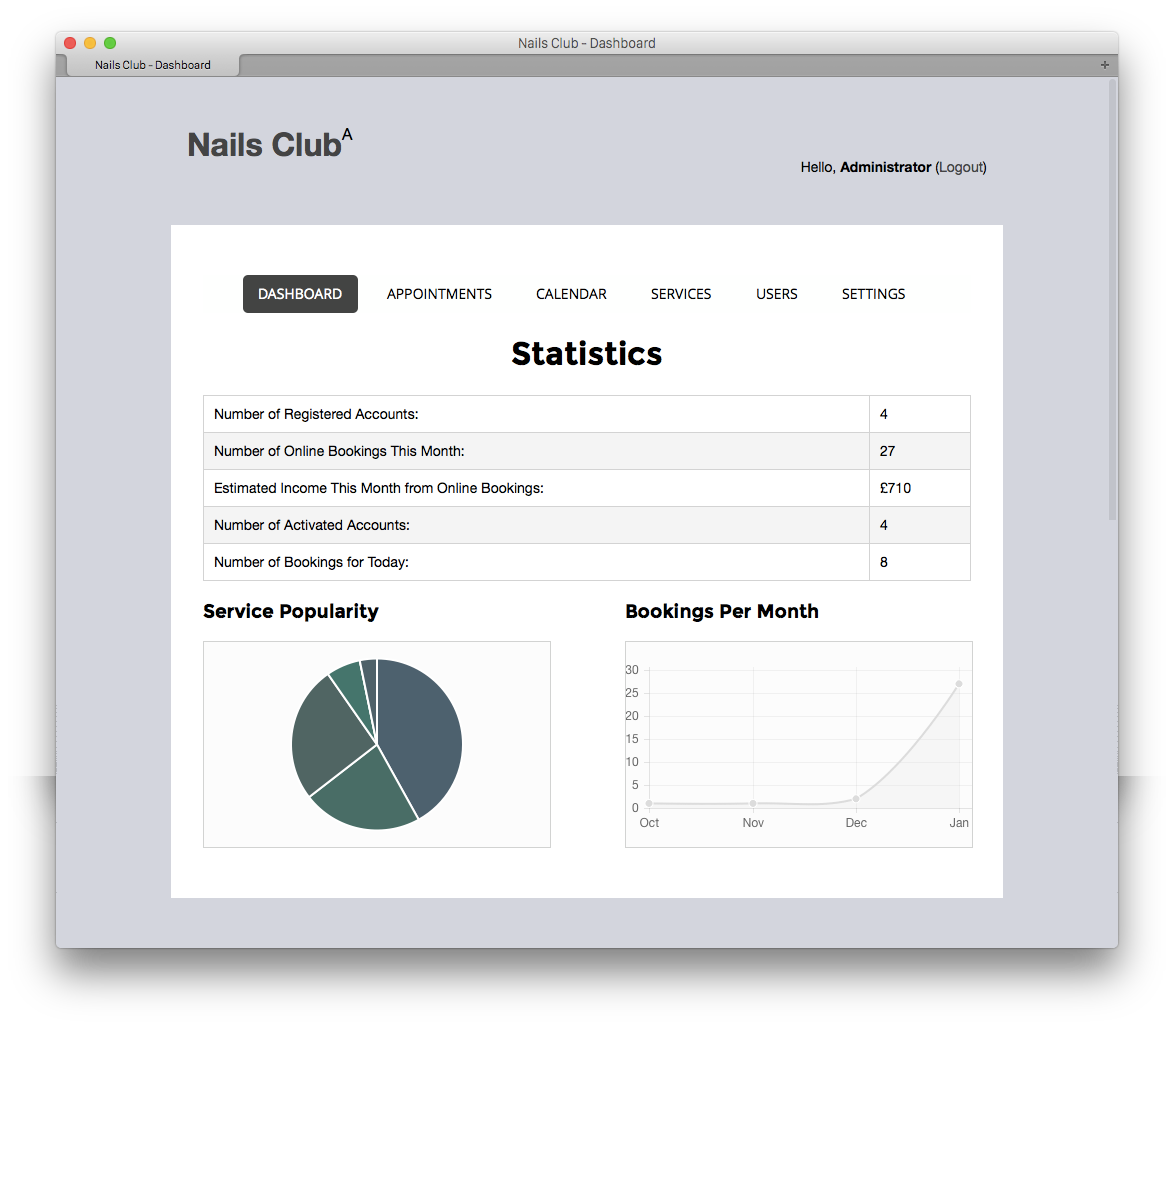 Nails Club - Dashboard
Nails Club - Dashboard
+
Nails Club A
Hello, Administrator (Logout)
DASHBOARD APPOINTMENTS CALENDAR SERVICES USERS SETTINGS
Statistics
Number of Registered Accounts: 4
Number of Online Bookings This Month: 27
Estimated Income This Month from Online Bookings: £710
Number of Activated Accounts: 4
Number of Bookings for Today: 8
Service Popularity
Bookings Per Month
30
25
20
15
10
5
0
Oct Nov Dec Jan